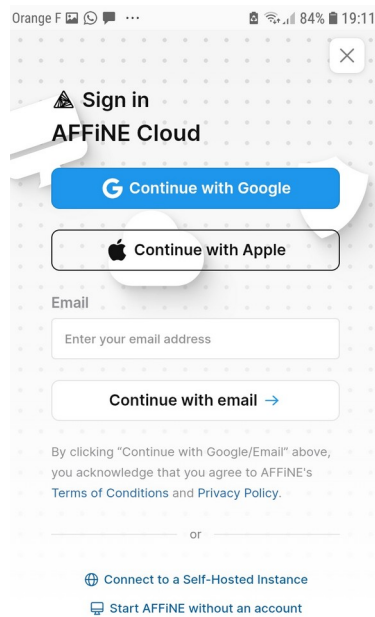 Orange F ... 84% 19:11
Sign in
AFFiNE Cloud
Continue with Google
Continue with Apple
Email
Enter your email address
Continue with email →
By clicking "Continue with Google/Email" above,
you acknowledge that you agree to AFFiNE's
Terms of Conditions and Privacy Policy.
or
Connect to a Self-Hosted Instance
Start AFFiNE without an account